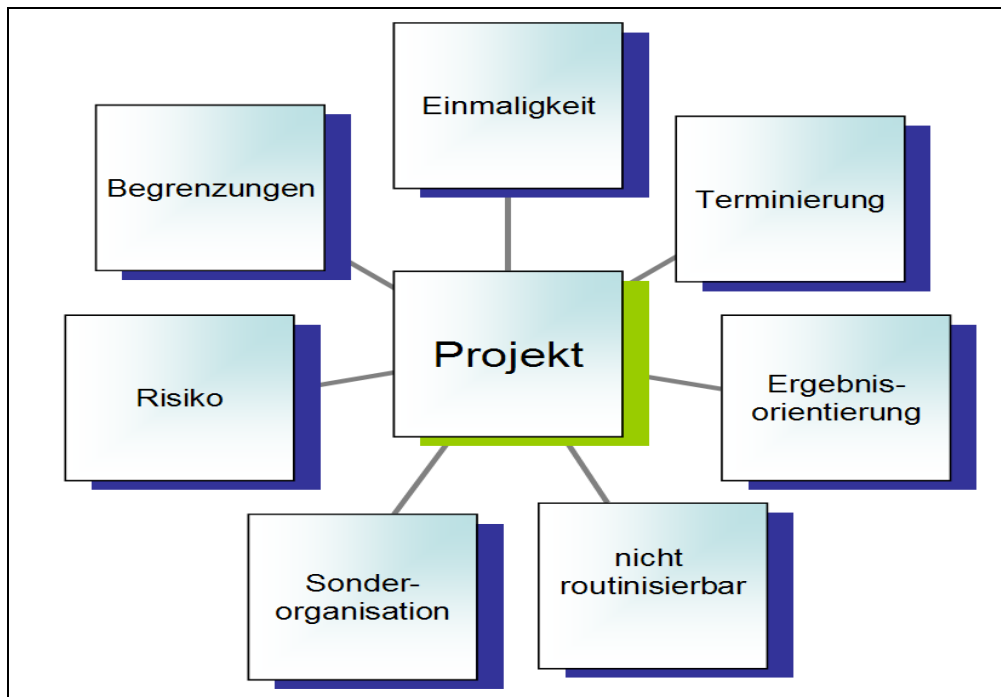 Einmaligkeit
Begrenzungen
Terminierung
Projekt
Risiko
Ergebnis-
orientierung
Sonder-
organisation
nicht
routinisierbar